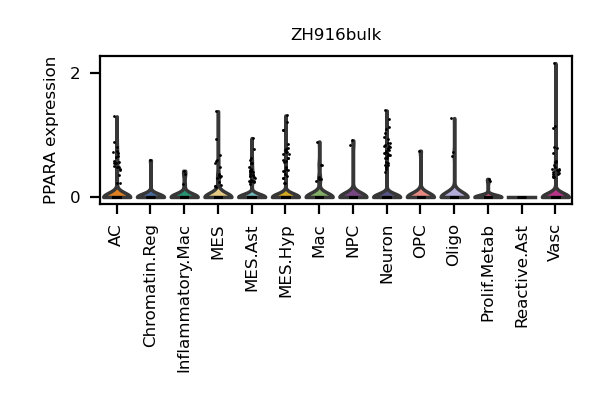 ZH916bulk
PPARA expression
2
0
AC
Chromatin.Reg
Inflammatory.Mac
MES
MES.Ast
MES.Hyp
Mac
NPC
Neuron
OPC
Oligo
Prolif.Metab
Reactive.Ast
Vasc